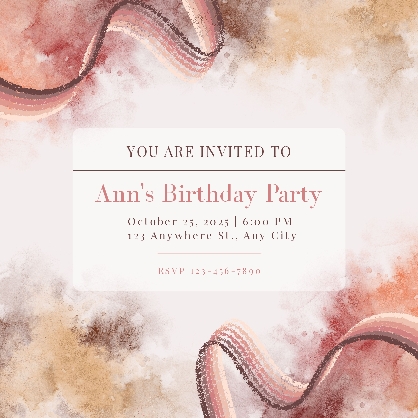 YOU ARE INVITED TO
Ann's Birthday Party
October 25, 2025 | 6:00 PM
123 Anywhere St., Any City
RSVP 123-456-7890